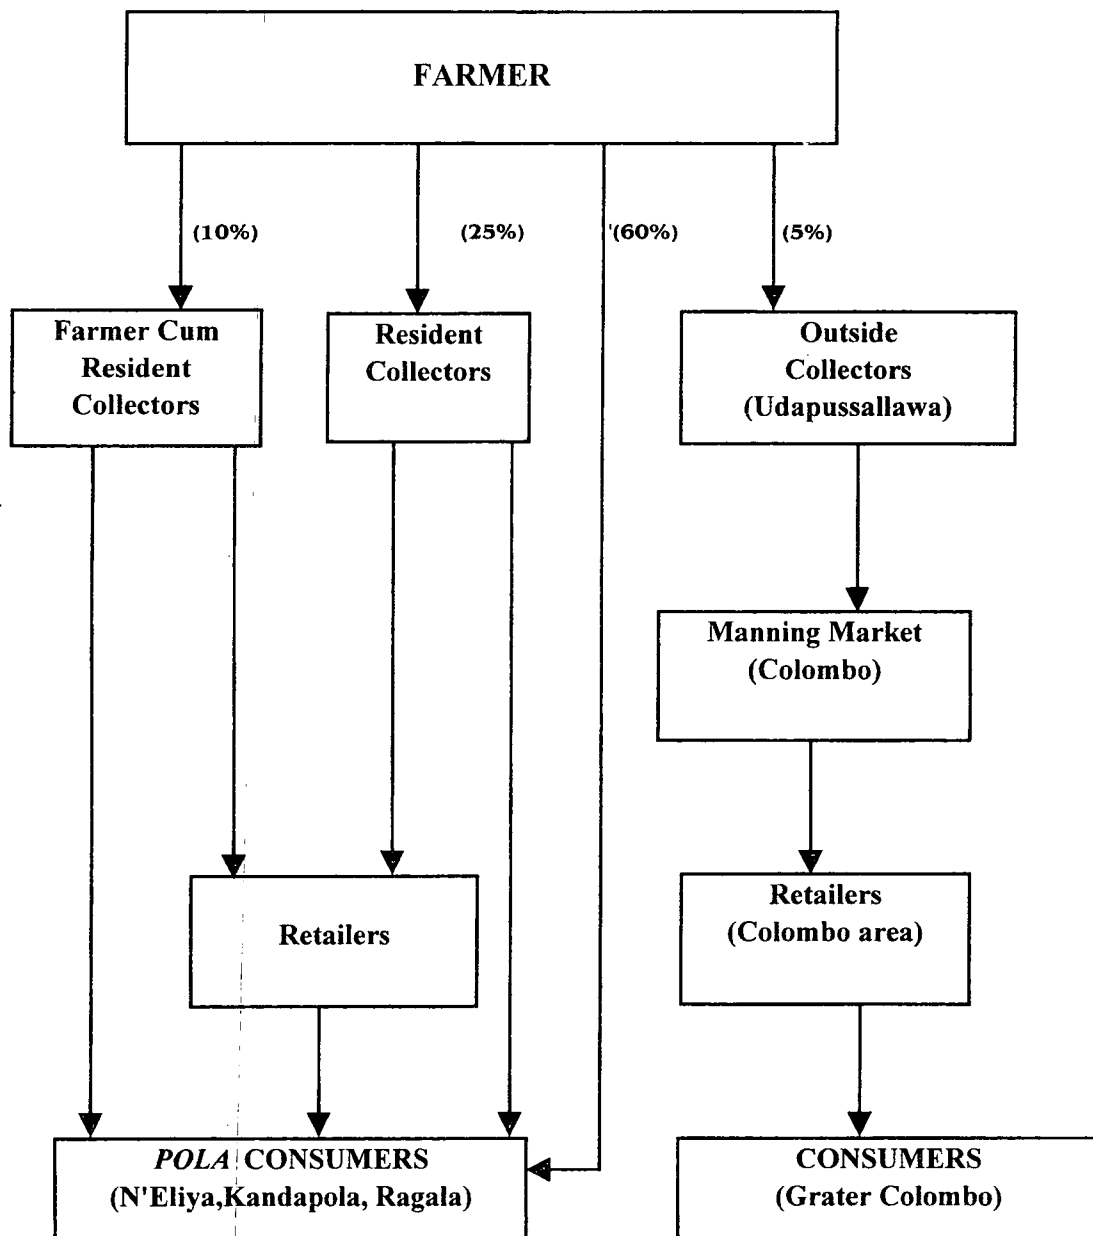 FARMER
(10%)
(25%)
(60%)
(5%)
Farmer Cum
Resident
Collectors
Resident
Collectors
Outside
Collectors
(Udapussallawa)
Manning Market
(Colombo)
Retailers
Retailers
(Colombo area)
POLA CONSUMERS
(N'Eliya,Kandapola, Ragala)
CONSUMERS
(Grater Colombo)